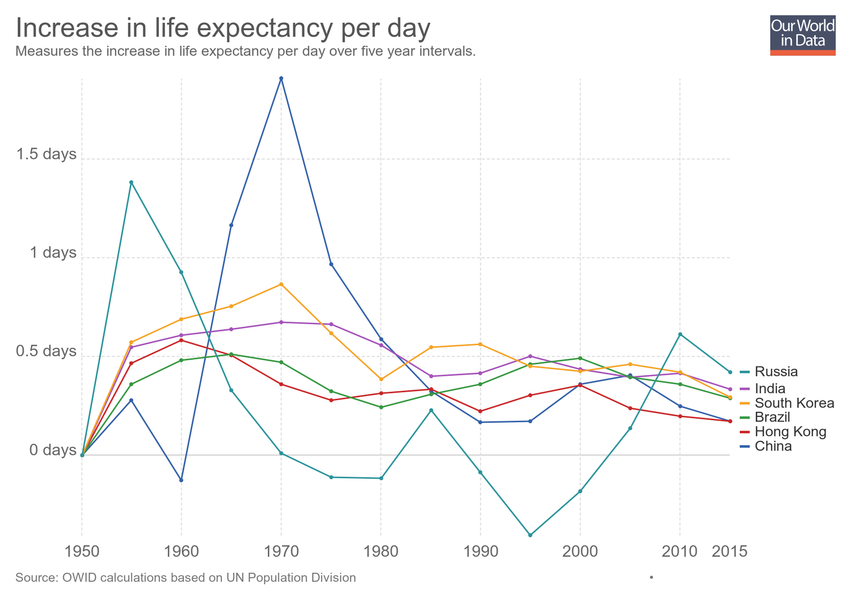 Increase in life expectancy per day
Measures the increase in life expectancy per day over five year intervals.
Our World
in Data
1.5 days
1 days
0.5 days
0 days
Russia
India
South Korea
Brazil
Hong Kong
China
1950 1960 1970 1980 1990 2000 2010 2015
Source: OWID calculations based on UN Population Division